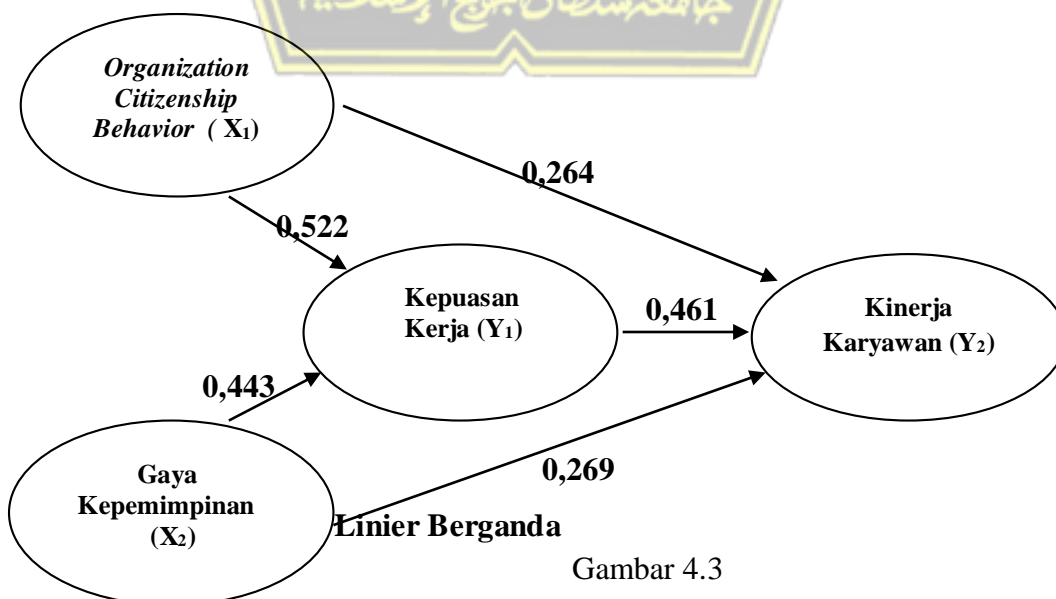 Organization
Citizenship
Behavior ( X1)
0,264
0,522
Kepuasan
Kerja (Y1)
0,461
Kinerja
Karyawan (Y2)
0,443
Gaya
Kepemimpinan
(X2)
0,269
Linier Berganda
Gambar 4.3